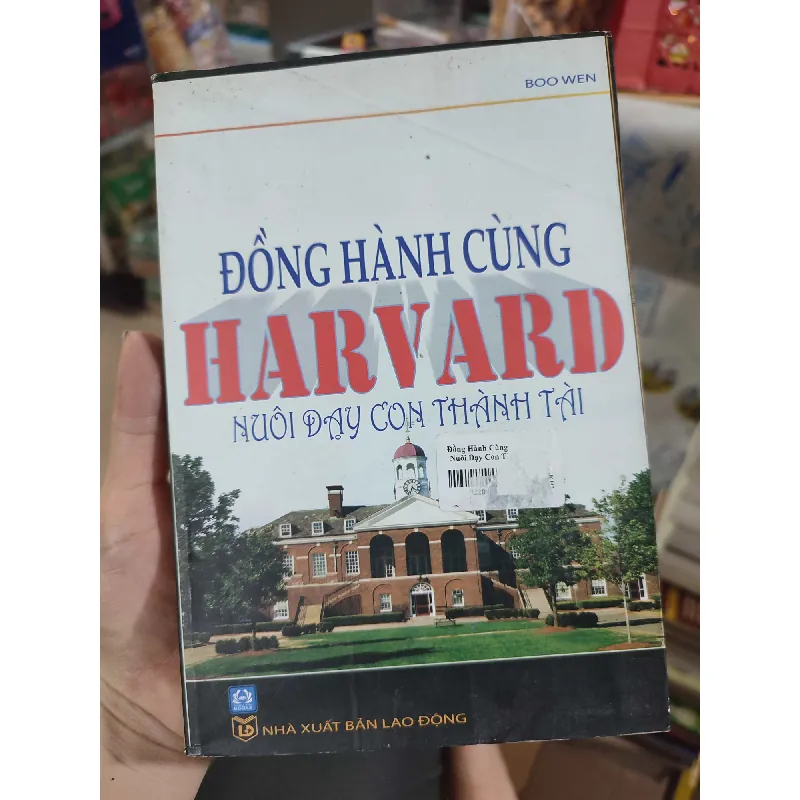 BOO WEN
ĐỒNG HÀNH CÙNG
HARVARD
NUÔI DẠY CON THÀNH TÀI
Đồng Hành Cùng
Nuôi Dạy Con T
NHÀ XUẤT BẢN LAO ĐỘNG